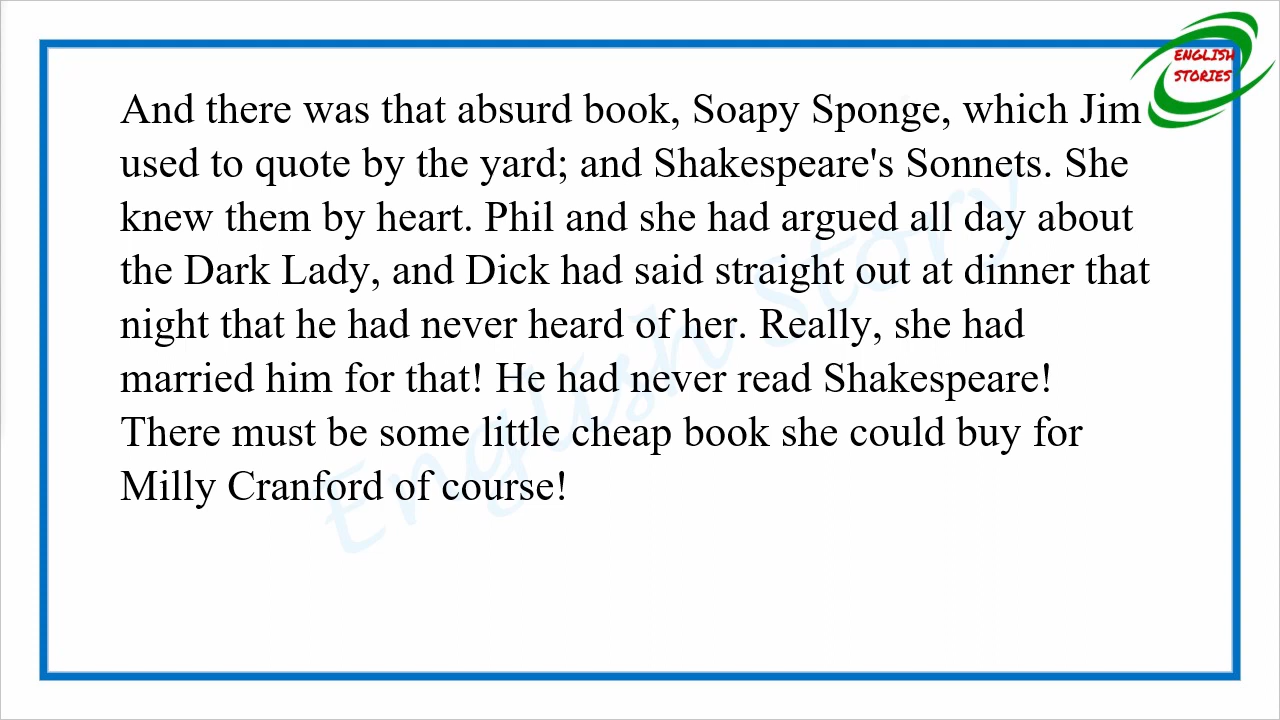 ENGLISH
STORIES
And there was that absurd book, Soapy Sponge, which Jim
used to quote by the yard; and Shakespeare's Sonnets. She
knew them by heart. Phil and she had argued all day about
the Dark Lady, and Dick had said straight out at dinner that
night that he had never heard of her. Really, she had
married him for that! He had never read Shakespeare!
There must be some little cheap book she could buy for
Milly Cranford of course!
English Story